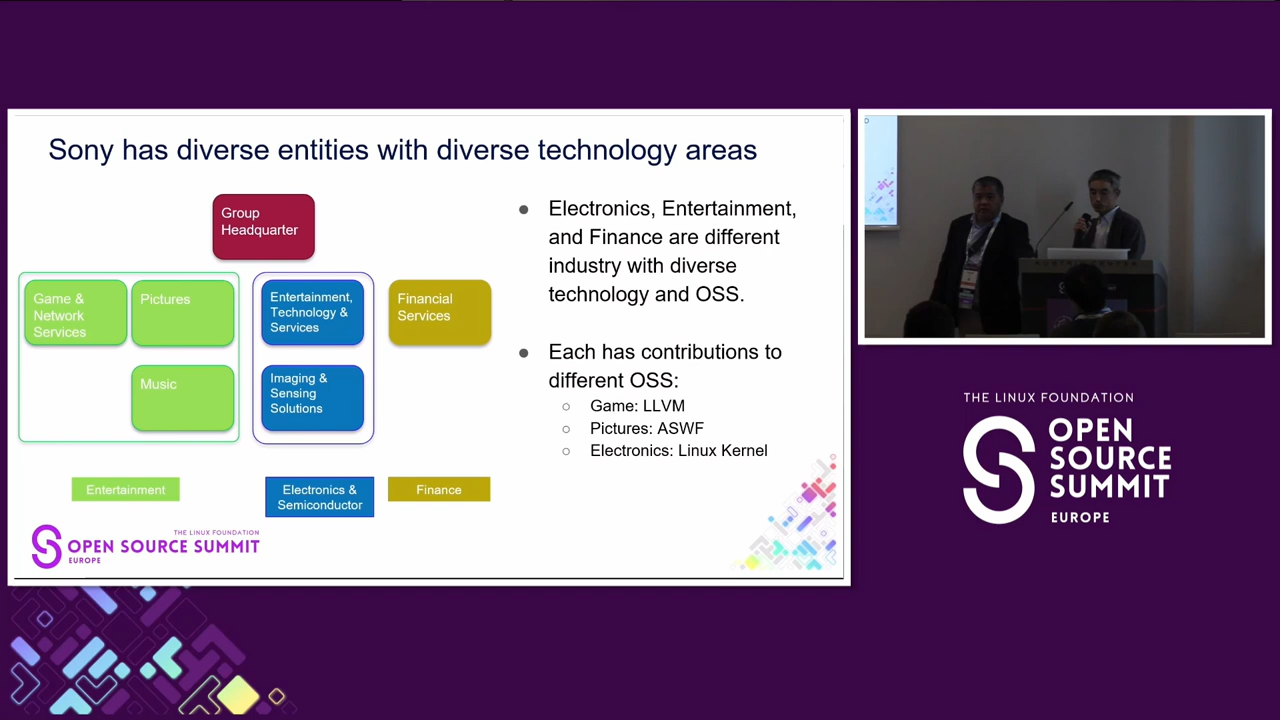 Sony has diverse entities with diverse technology areas
Group
Headquarter
Game &
Network
Services
Pictures
Music
Entertainment,
Technology &
Services
Imaging &
Sensing
Solutions
Financial
Services
Entertainment
Electronics &
Semiconductor
Finance
● Electronics, Entertainment,
and Finance are different
industry with diverse
technology and OSS.
● Each has contributions to
different OSS:
○ Game: LLVM
○ Pictures: ASWF
○ Electronics: Linux Kernel
THE LINUX FOUNDATION
OPEN SOURCE SUMMIT
EUROPE
THE LINUX FOUNDATION
OPEN
SOURCE
SUMMIT
EUROPE